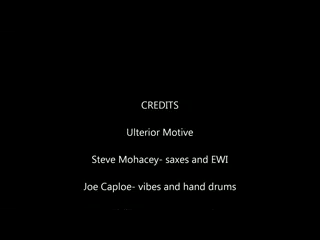 CREDITS
Ulterior Motive
Steve Mohacey- saxes and EWI
Joe Caploe- vibes and hand drums